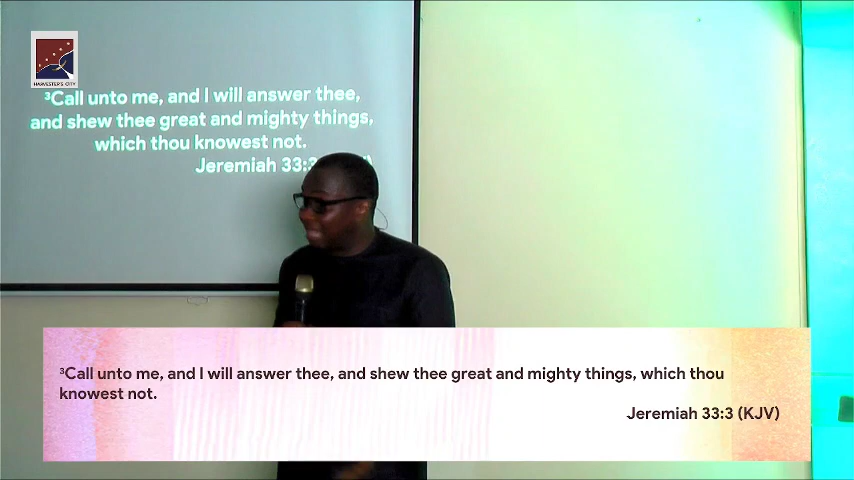 HARVESTER'S CITY
³Call unto me, and I will answer thee,
and shew thee great and mighty things,
which thou knowest not.
Jeremiah 33:3
³Call unto me, and I will answer thee, and shew thee great and mighty things, which thou
knowest not.
Jeremiah 33:3 (KJV)